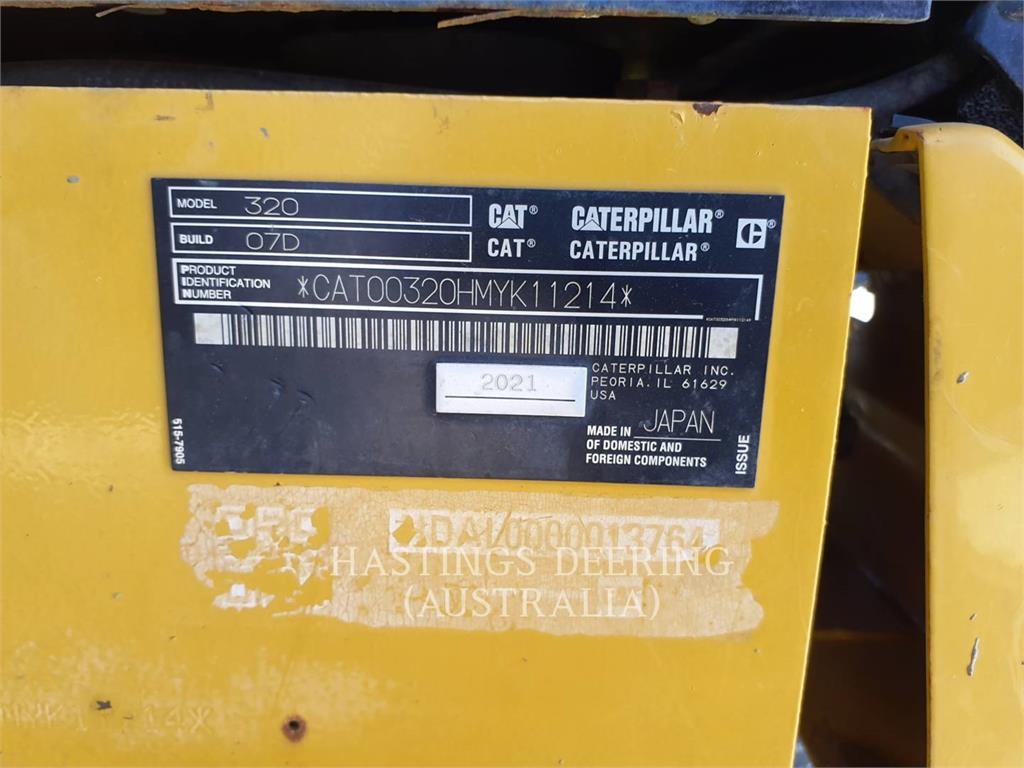 MODEL 320
BUILD 07D
CAT® CATERPILLAR®
CAT® CATERPILLAR®
PRODUCT
IDENTIFICATION
NUMBER
*CAT00320HMYK11214*
2021
CATERPILLAR INC.
PEORIA, IL 61629
USA
MADE IN JAPAN
OF DOMESTIC AND
FOREIGN COMPONENTS
515-7905
ISSUE
HASTINGS DEERING
(AUSTRALIA)